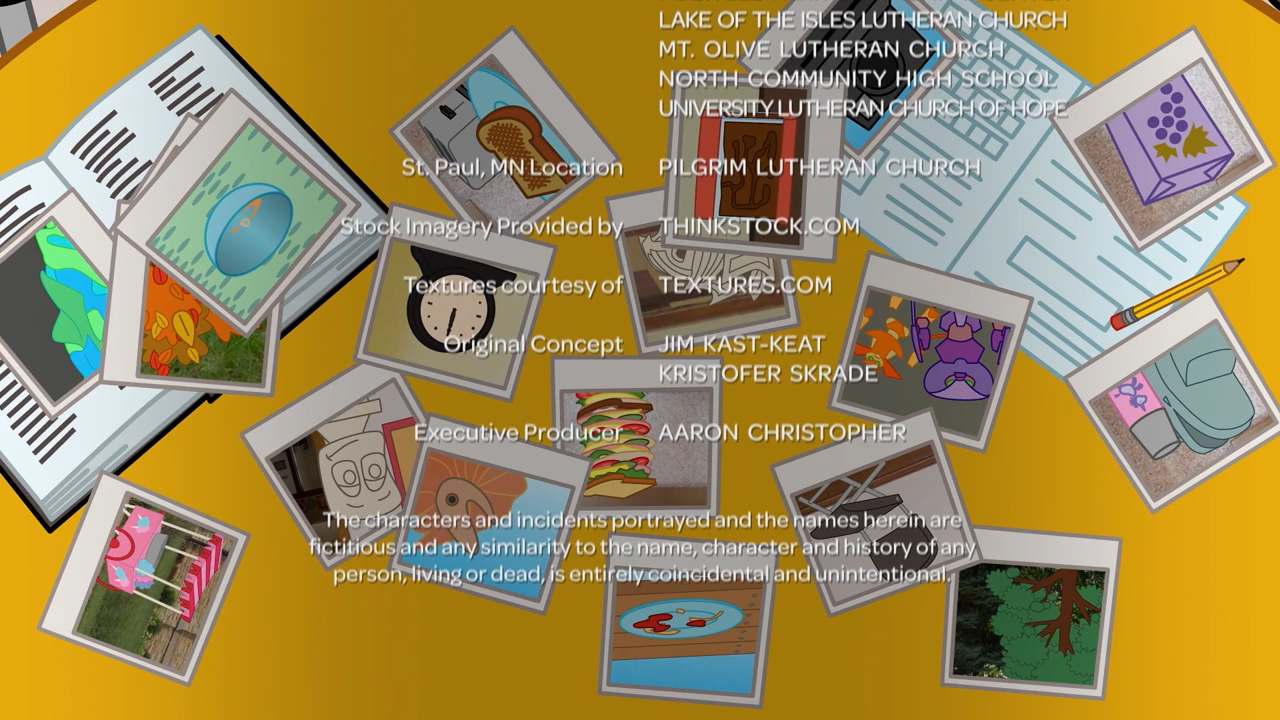 LAKE OF THE ISLES LUTHERAN CHURCH
MT. OLIVE LUTHERAN CHURCH
NORTH COMMUNITY HIGH SCHOOL
UNIVERSITY LUTHERAN CHURCH OF HOPE
St. Paul, MN Location PILGRIM LUTHERAN CHURCH
Stock Imagery Provided by THINKSTOCK.COM
Textures courtesy of TEXTURES.COM
Original Concept JIM KAST-KEAT
KRISTOFER SKRADE
Executive Producer AARON CHRISTOPHER
The characters and incidents portrayed and the names herein are
fictitious and any similarity to the name, character and history of any
person, living or dead, is entirely coincidental and unintentional.